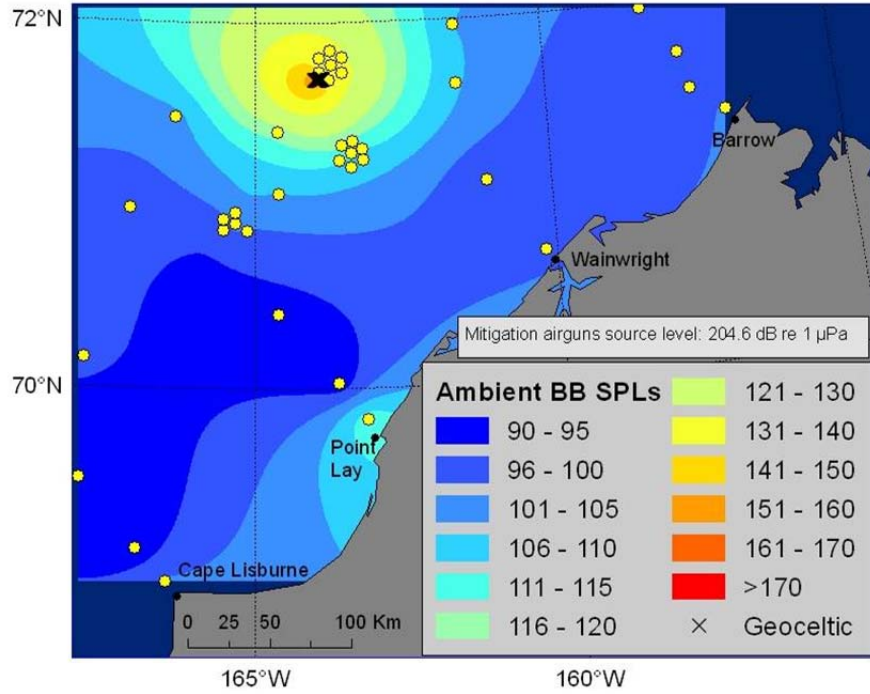 72°N
Barrow
Wainwright
Mitigation airguns source level: 204.6 dB re 1 µPa
70°N
Point
Lay
Cape Lisburne
Ambient BB SPLs
90 - 95
96 - 100
101 - 105
106 - 110
111 - 115
116 - 120
121 - 130
131 - 140
141 - 150
151 - 160
161 - 170
>170
Geoceltic
0 25 50 100 Km
165°W 160°W